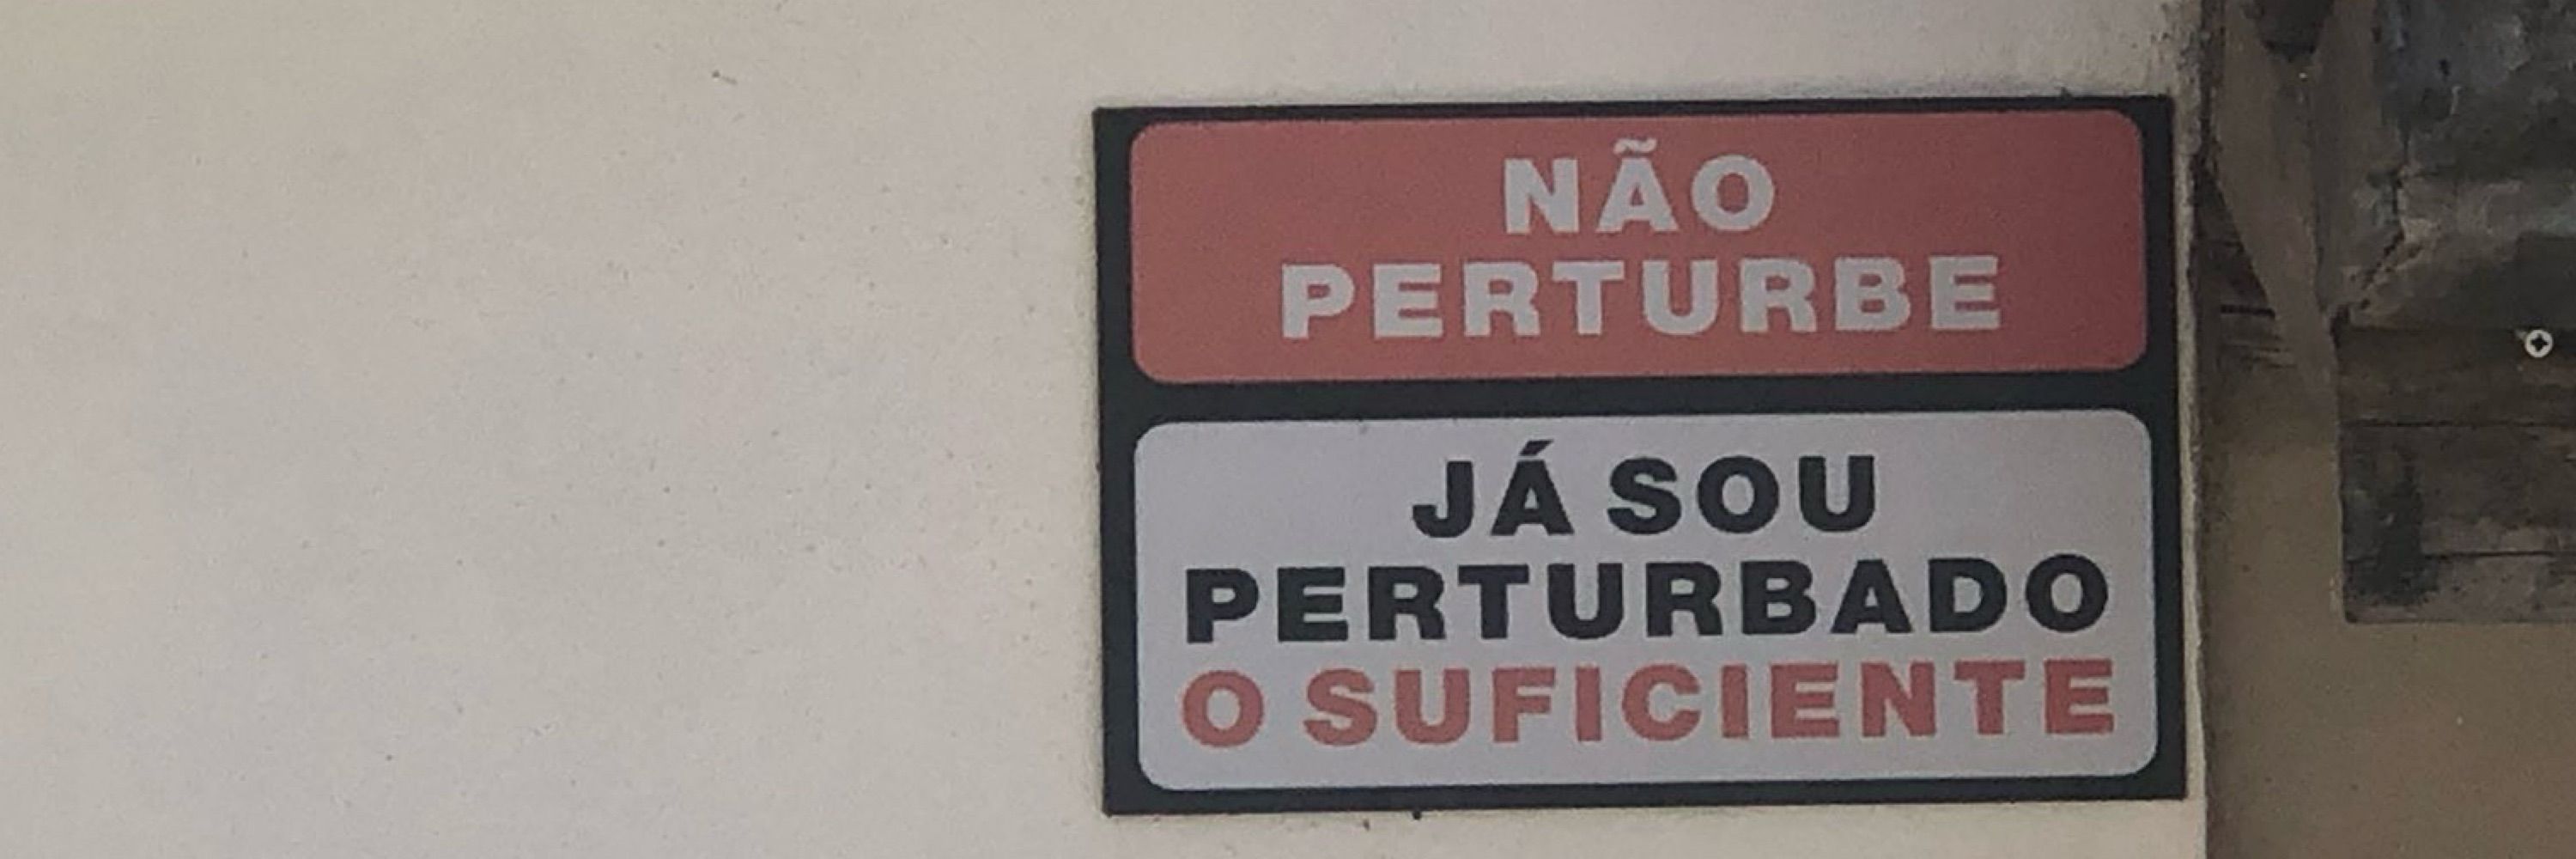 NÃO
PERTURBE
JÁ SOU
PERTURBADO
O SUFICIENTE